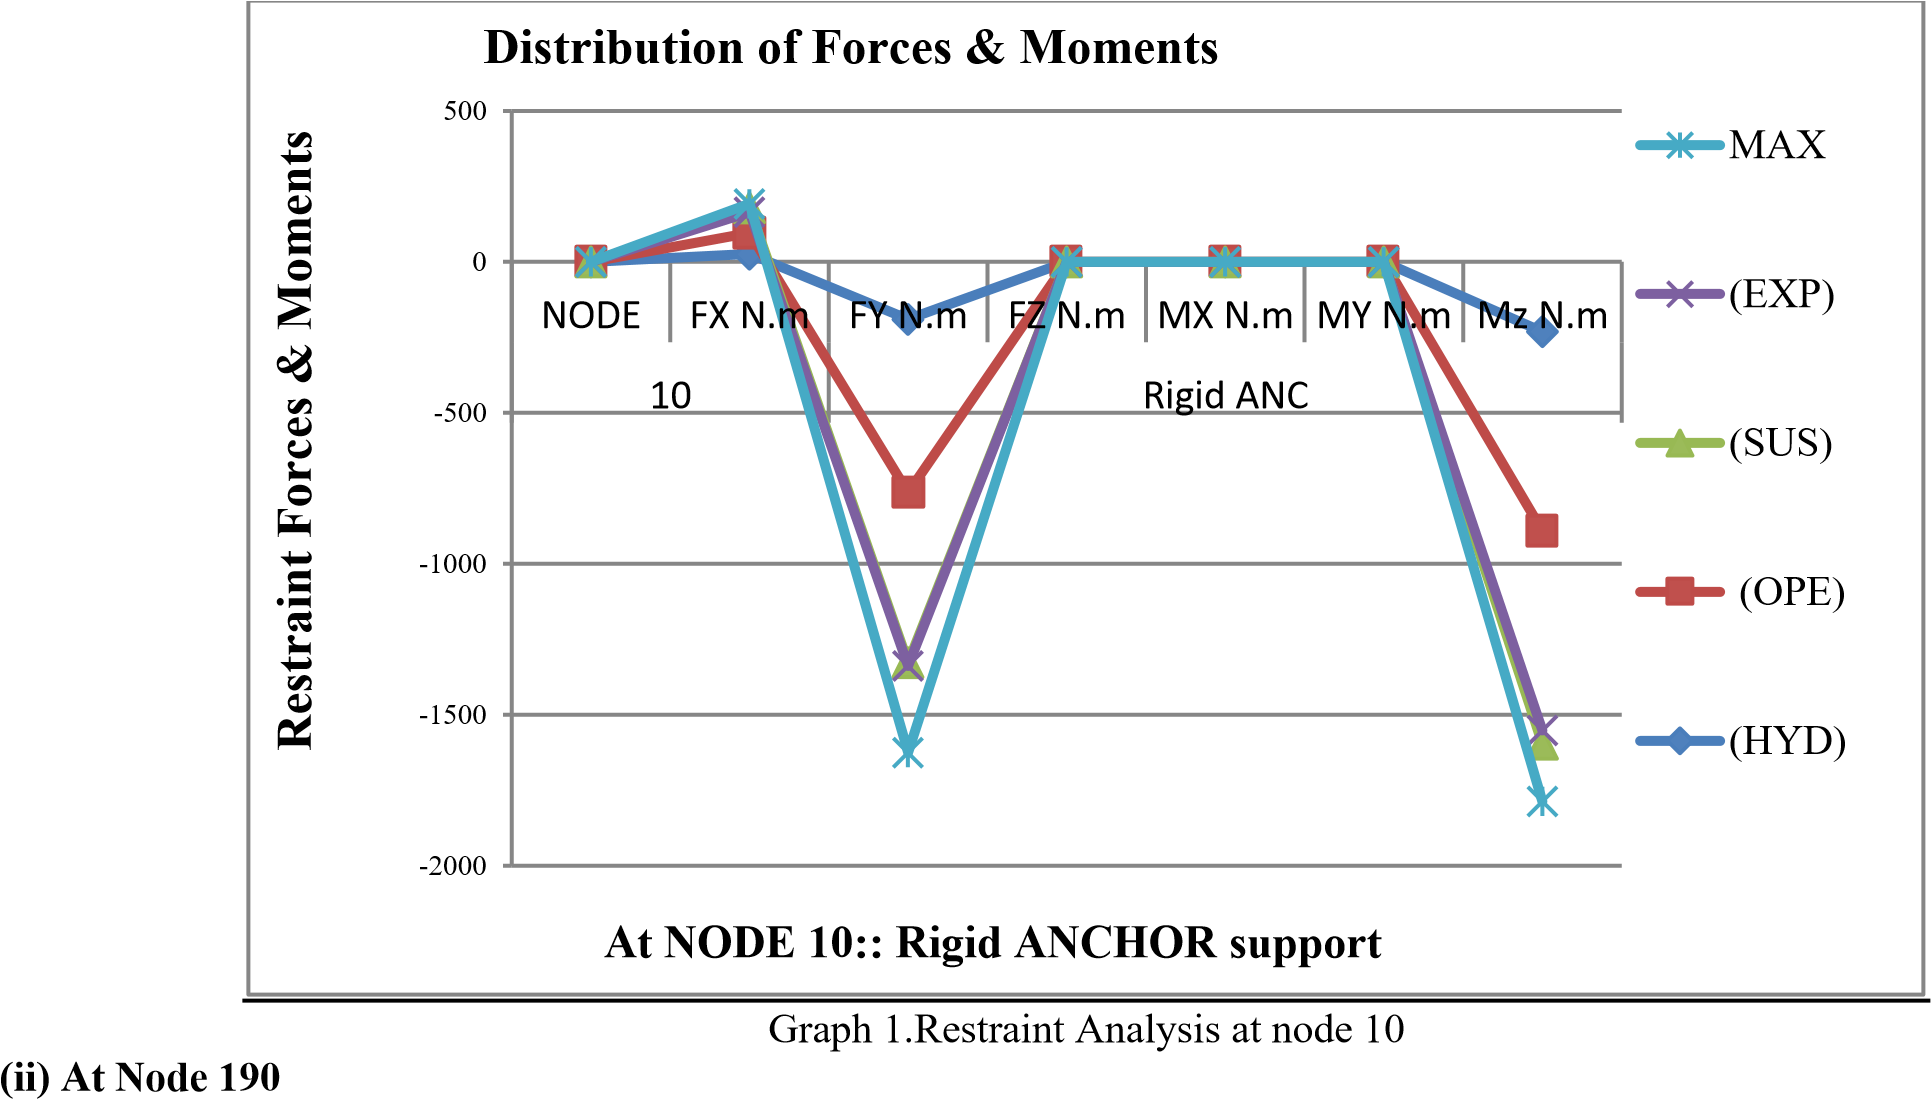 Distribution of Forces & Moments
Restraint Forces & Moments
500
0
-500
-1000
-1500
-2000
NODE FX N.m FY N.m FZ N.m MX N.m MY N.m Mz N.m
10 Rigid ANC
MAX
(EXP)
(SUS)
(OPE)
(HYD)
At NODE 10:: Rigid ANCHOR support
Graph 1.Restraint Analysis at node 10
(ii) At Node 190